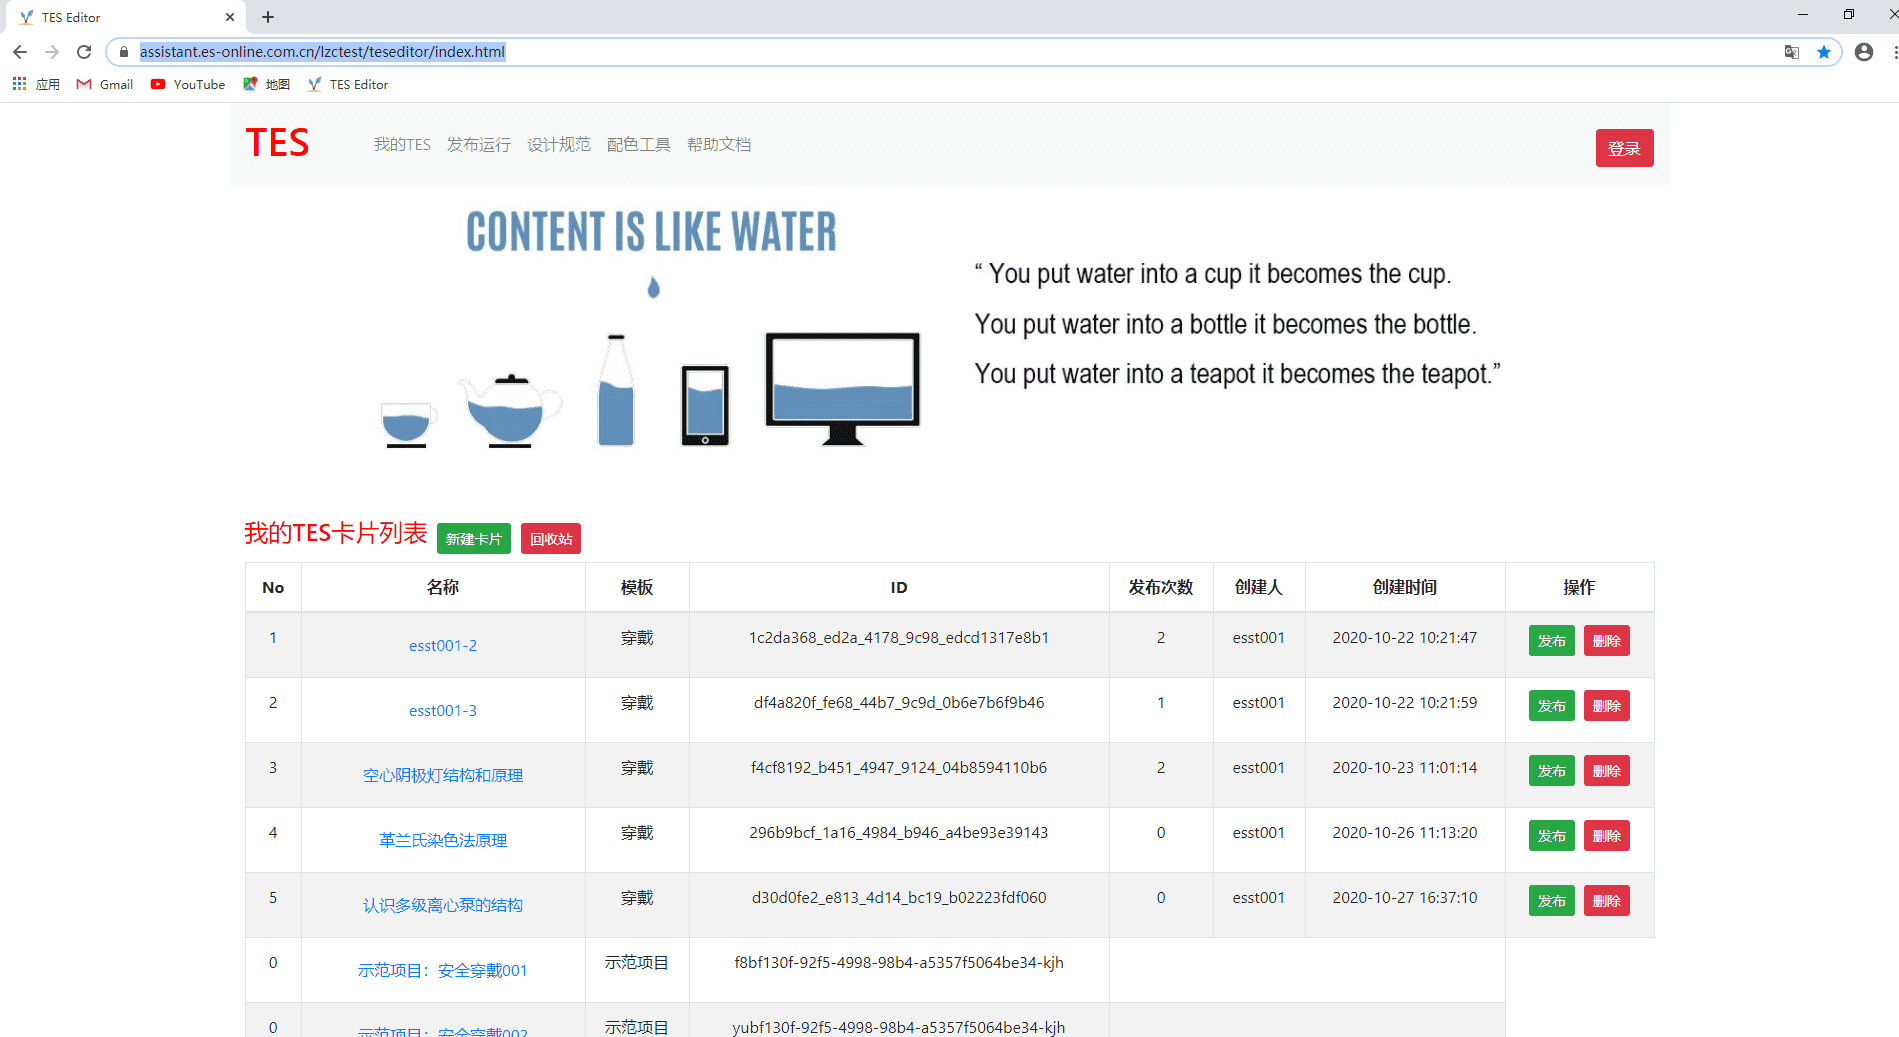 TES Editor
assistant.es-online.com.cn/lzctest/teseditor/index.html
应用 Gmail YouTube 地图 TES Editor
TES 我的TES 发布运行 设计规范 配色工具 帮助文档 登录
CONTENT IS LIKE WATER
“ You put water into a cup it becomes the cup.
You put water into a bottle it becomes the bottle.
You put water into a teapot it becomes the teapot.”
我的TES卡片列表 新建卡片 回收站
No 名称 模板 ID 发布次数 创建人 创建时间 操作
1 esst001-2 穿戴 1c2da368_ed2a_4178_9c98_edcd1317e8b1 2 esst001 2020-10-22 10:21:47 发布 删除
2 esst001-3 穿戴 df4a820f_fe68_44b7_9c9d_0b6e7b6f9b46 1 esst001 2020-10-22 10:21:59 发布 删除
3 空心阴极灯结构和原理 穿戴 f4cf8192_b451_4947_9124_04b8594110b6 2 esst001 2020-10-23 11:01:14 发布 删除
4 革兰氏染色法原理 穿戴 296b9bcf_1a16_4984_b946_a4be93e39143 0 esst001 2020-10-26 11:13:20 发布 删除
5 认识多级离心泵的结构 穿戴 d30d0fe2_e813_4d14_bc19_b02223fdf060 0 esst001 2020-10-27 16:37:10 发布 删除
0 示范项目：安全穿戴001 示范项目 f8bf130f-92f5-4998-98b4-a5357f5064be34-kjh
0 示范项目：安全穿戴002 示范项目 yubf130f-92f5-4998-98b4-a5357f5064be34-kjh